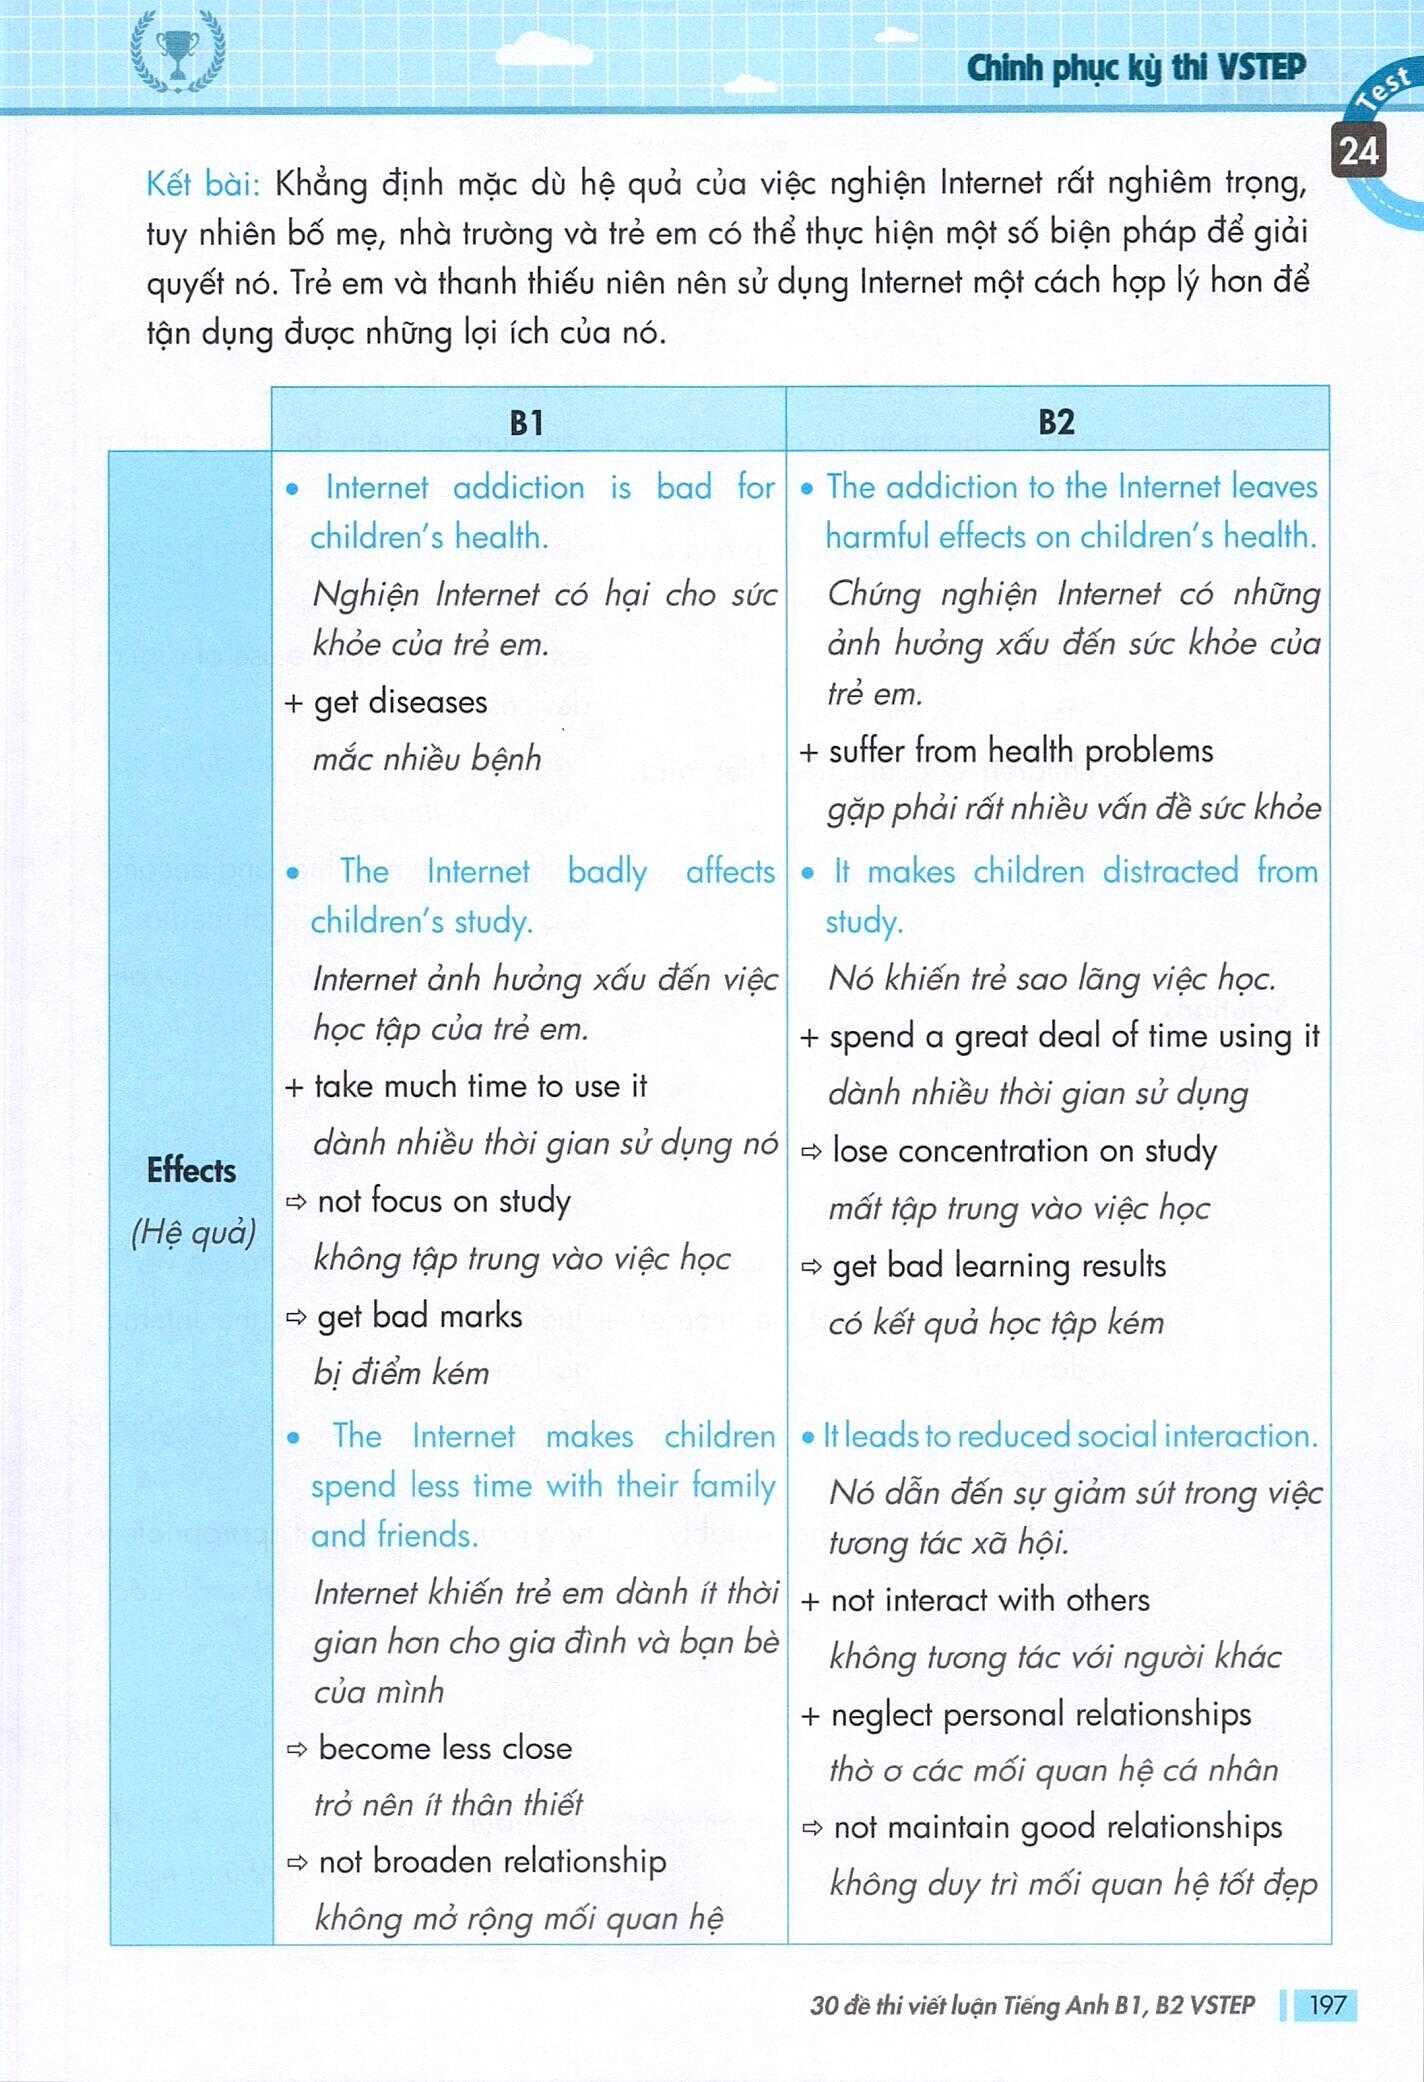 Chinh phục kỳ thi VSTEP
Test
24
Kết bài: Khẳng định mặc dù hệ quả của việc nghiện Internet rất nghiêm trọng,
tuy nhiên bố mẹ, nhà trường và trẻ em có thể thực hiện một số biện pháp để giải
quyết nó. Trẻ em và thanh thiếu niên nên sử dụng Internet một cách hợp lý hơn để
tận dụng được những lợi ích của nó.
B1
B2
Effects
(Hệ quả)
• Internet addiction is bad for
children's health.
Nghiện Internet có hại cho sức
khỏe của trẻ em.
+ get diseases
mắc nhiều bệnh
• The Internet badly affects
children's study.
Internet ảnh hưởng xấu đến việc
học tập của trẻ em.
+ take much time to use it
dành nhiều thời gian sử dụng nó
⇨ not focus on study
không tập trung vào việc học
⇨ get bad marks
bị điểm kém
• The Internet makes children
spend less time with their family
and friends.
Internet khiến trẻ em dành ít thời
gian hơn cho gia đình và bạn bè
của mình
⇨ become less close
trở nên ít thân thiết
⇨ not broaden relationship
không mở rộng mối quan hệ
• The addiction to the Internet leaves
harmful effects on children's health.
Chứng nghiện Internet có những
ảnh hưởng xấu đến sức khỏe của
trẻ em.
+ suffer from health problems
gặp phải rất nhiều vấn đề sức khỏe
• It makes children distracted from
study.
Nó khiến trẻ sao lãng việc học.
+ spend a great deal of time using it
dành nhiều thời gian sử dụng
⇨ lose concentration on study
mất tập trung vào việc học
⇨ get bad learning results
có kết quả học tập kém
• It leads to reduced social interaction.
Nó dẫn đến sự giảm sút trong việc
tương tác xã hội.
+ not interact with others
không tương tác với người khác
+ neglect personal relationships
thờ ơ các mối quan hệ cá nhân
⇨ not maintain good relationships
không duy trì mối quan hệ tốt đẹp
30 đề thi viết luận Tiếng Anh B1, B2 VSTEP
197